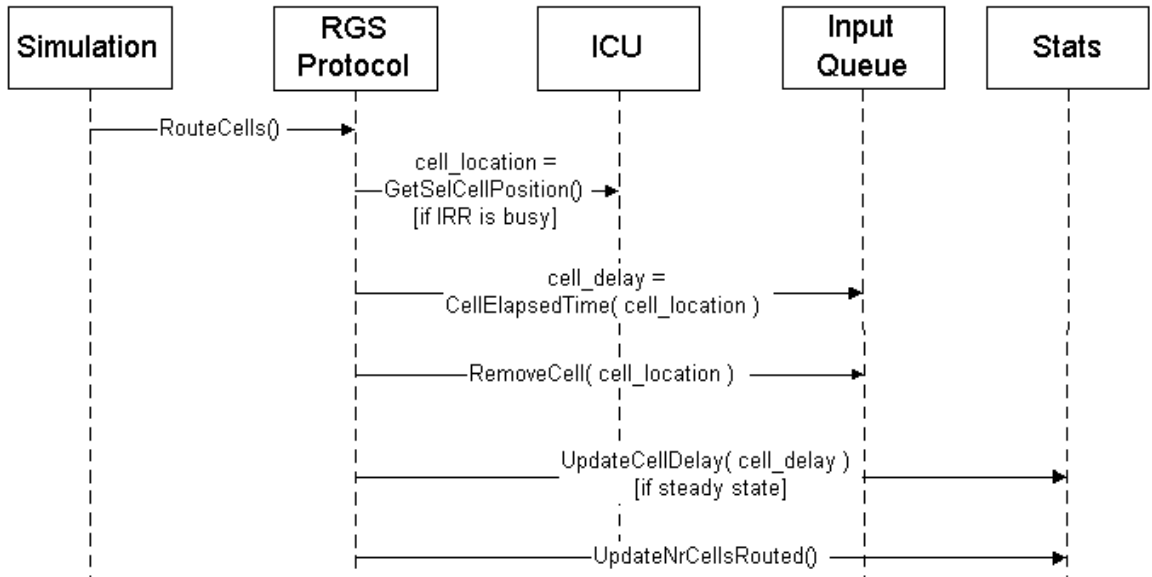 Simulation
RGS
Protocol
ICU
Input
Queue
Stats
RouteCells()
cell_location =
GetSelCellPosition()
[if IRR is busy]
cell_delay =
CellElapsedTime( cell_location )
RemoveCell( cell_location )
UpdateCellDelay( cell_delay )
[if steady state]
UpdateNrCellsRouted()